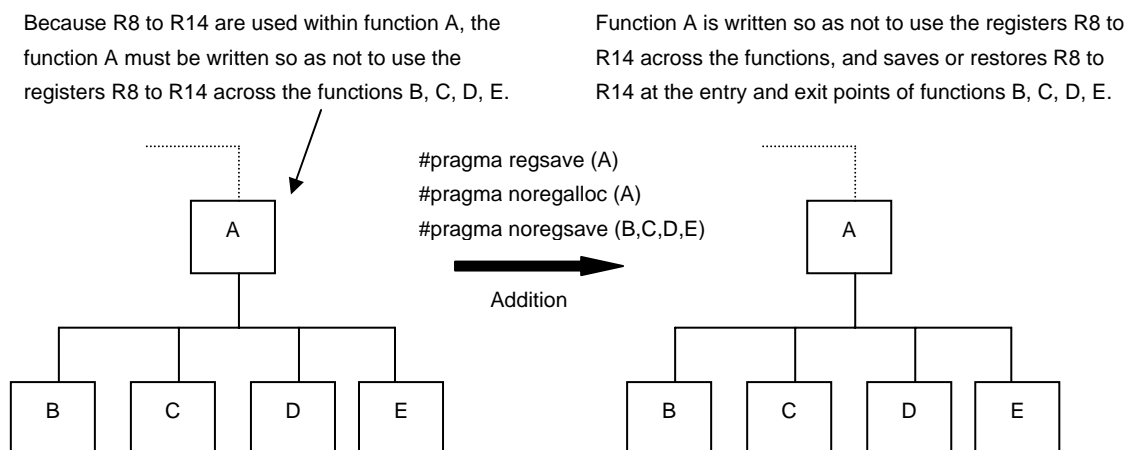 Because R8 to R14 are used within function A, the
function A must be written so as not to use the
registers R8 to R14 across the functions B, C, D, E.
Function A is written so as not to use the registers R8 to
R14 across the functions, and saves or restores R8 to
R14 at the entry and exit points of functions B, C, D, E.
#pragma regsave (A)
#pragma noregalloc (A)
#pragma noregsave (B,C,D,E)
Addition
A
B C D E
A
B C D E